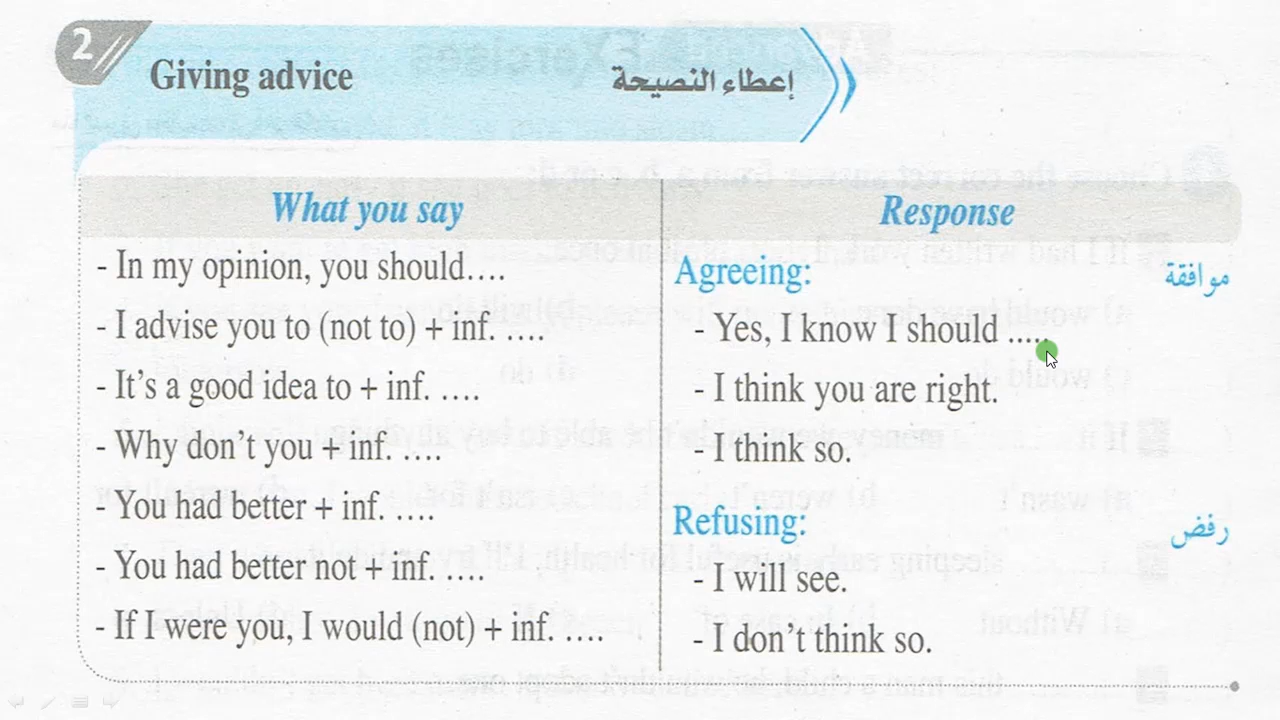 2
Giving advice
إعطاء النصيحة
What you say
- In my opinion, you should....
- I advise you to (not to) + inf. ....
- It's a good idea to + inf. ....
- Why don't you + inf. ....
- You had better + inf. ....
- You had better not + inf. ....
- If I were you, I would (not) + inf. ....
Response
Agreeing: موافقة
- Yes, I know I should .....
- I think you are right.
- I think so.
Refusing: رفض
- I will see.
- I don't think so.